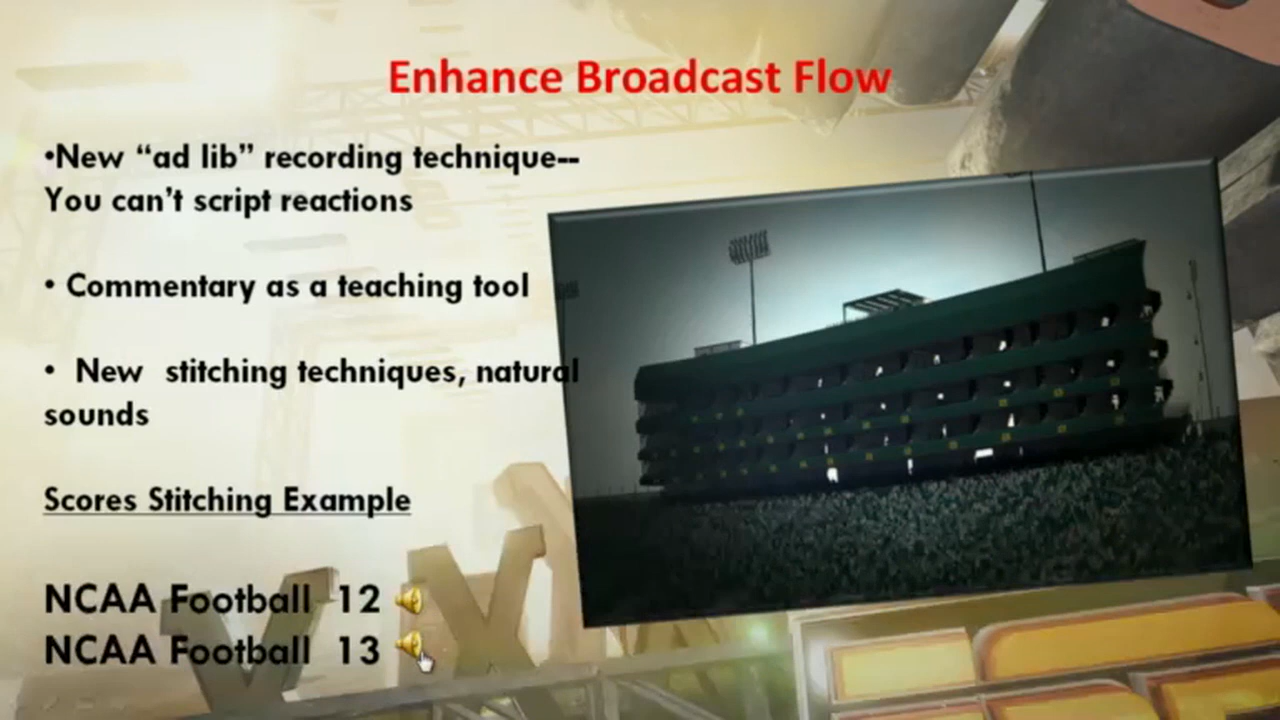 Enhance Broadcast Flow
•New “ad lib” recording technique--
You can’t script reactions
• Commentary as a teaching tool
• New stitching techniques, natural
sounds
Scores Stitching Example
NCAA Football 12
NCAA Football 13